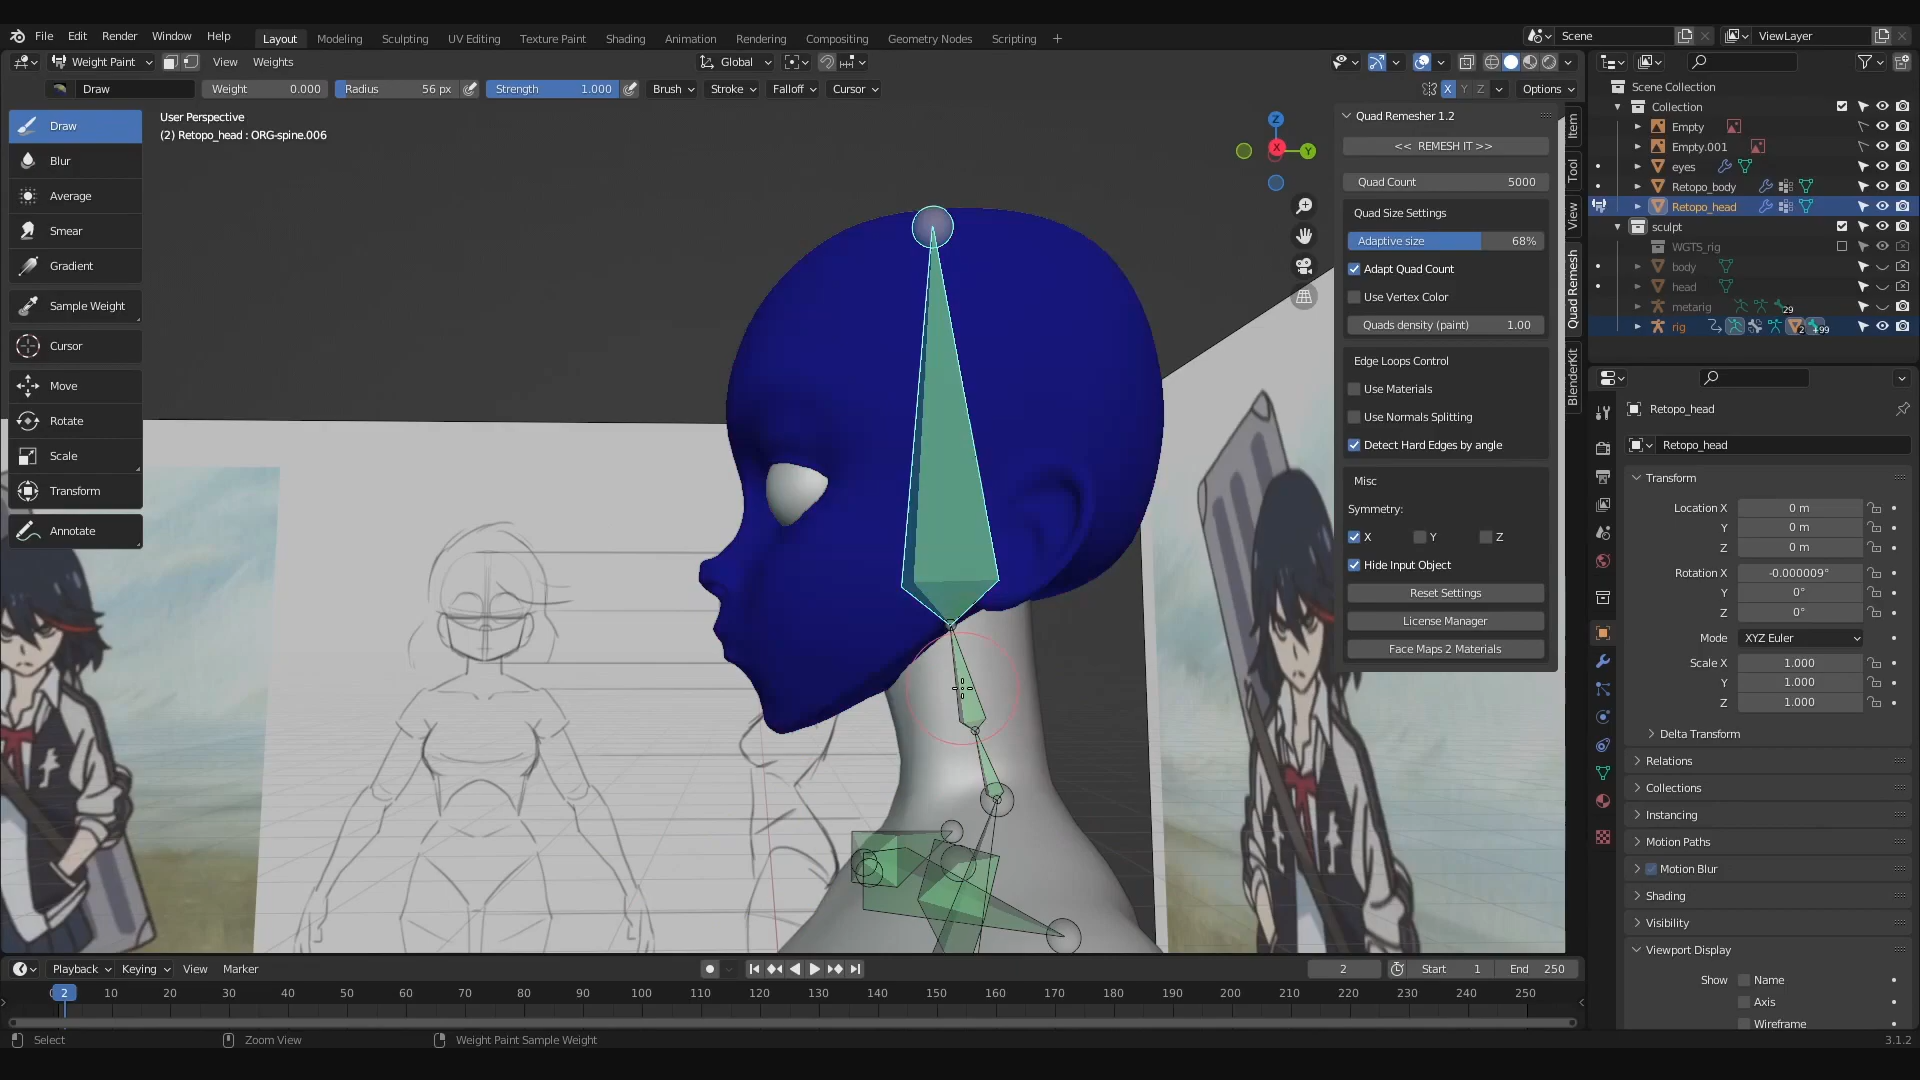 File Edit Render Window Help
Layout Modeling Sculpting UV Editing Texture Paint Shading Animation Rendering Compositing Geometry Nodes Scripting +
Scene
ViewLayer
Weight Paint View Weights
Global
Draw Weight 0.000 Radius 56 px Strength 1.000 Brush Stroke Falloff Cursor
X Y Z Options
Draw
Blur
Average
Smear
Gradient
Sample Weight
Cursor
Move
Rotate
Scale
Transform
Annotate
User Perspective
(2) Retopo_head : ORG-spine.006
Z
X
Y
Quad Remesher 1.2
<< REMESH IT >>
Quad Count 5000
Quad Size Settings
Adaptive size 68%
Adapt Quad Count
Use Vertex Color
Quads density (paint) 1.00
Edge Loops Control
Use Materials
Use Normals Splitting
Detect Hard Edges by angle
Misc
Symmetry:
X Y Z
Hide Input Object
Reset Settings
License Manager
Face Maps 2 Materials
Item
Tool
View
Quad Remesh
BlenderKit
Scene Collection
Collection
Empty
Empty.001
eyes
Retopo_body
Retopo_head
sculpt
WGTS_rig
body
head
metarig 29
rig 2 +99
Retopo_head
Retopo_head
Transform
Location X 0 m
Y 0 m
Z 0 m
Rotation X -0.000009°
Y 0°
Z 0°
Mode XYZ Euler
Scale X 1.000
Y 1.000
Z 1.000
Delta Transform
Relations
Collections
Instancing
Motion Paths
Motion Blur
Shading
Visibility
Viewport Display
Show Name
Axis
Wireframe
Playback Keying View Marker
2 Start 1 End 250
2 10 20 30 40 50 60 70 80 90 100 110 120 130 140 150 160 170 180 190 200 210 220 230 240 250
Select Zoom View Weight Paint Sample Weight
3.1.2